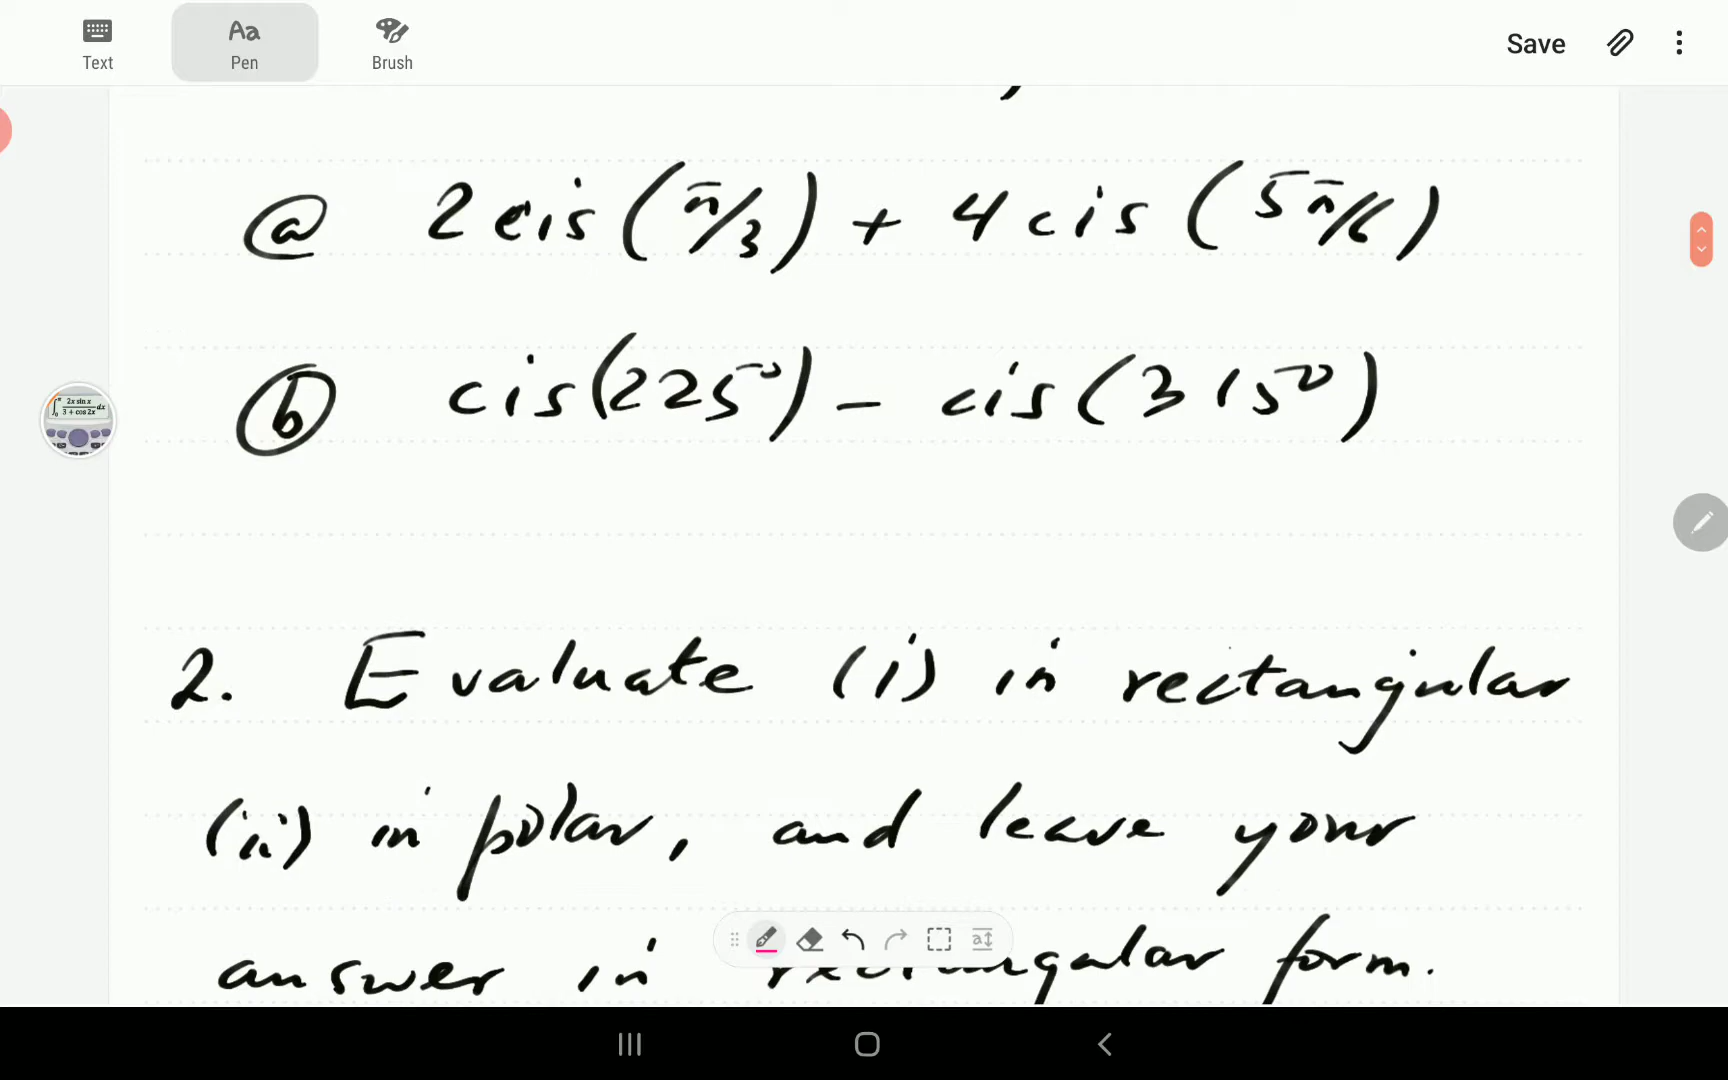 Text
Aa
Pen
Brush
Save
ⓐ 2cis(π/3) + 4cis(5π/6)
ⓑ cis(225°) - cis(315°)
2. Evaluate (i) in rectangular
(ii) in polar, and leave your
answer in rectangular form.